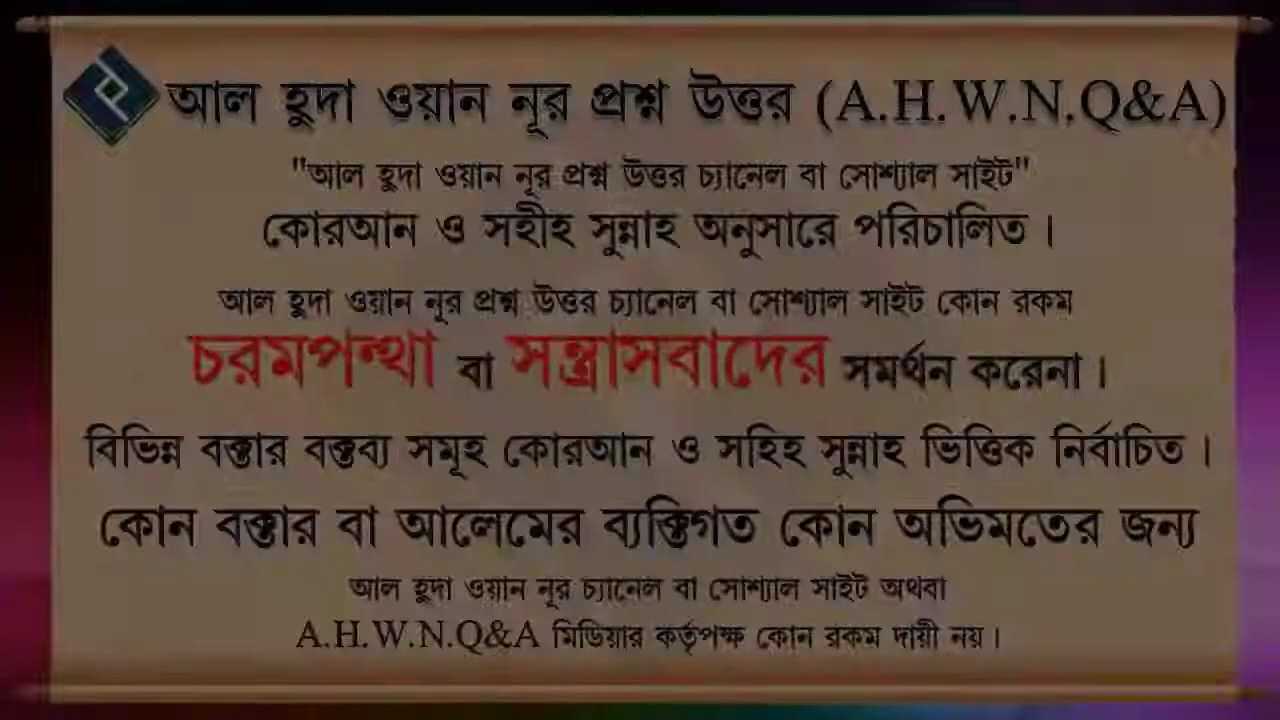 আল হুদা ওয়ান নূর প্রশ্ন উত্তর (A.H.W.N.Q&A)
"আল হুদা ওয়ান নূর প্রশ্ন উত্তর চ্যানেল বা সোশ্যাল সাইট"
কোরআন ও সহীহ সুন্নাহ অনুসারে পরিচালিত ।
আল হুদা ওয়ান নূর প্রশ্ন উত্তর চ্যানেল বা সোশ্যাল সাইট কোন রকম
চরমপন্থা বা সন্ত্রাসবাদের সমর্থন করেনা ।
বিভিন্ন বক্তার বক্তব্য সমূহ কোরআন ও সহিহ সুন্নাহ ভিত্তিক নির্বাচিত ।
কোন বক্তার বা আলেমের ব্যক্তিগত কোন অভিমতের জন্য
আল হুদা ওয়ান নূর চ্যানেল বা সোশ্যাল সাইট অথবা
A.H.W.N.Q&A মিডিয়ার কর্তৃপক্ষ কোন রকম দায়ী নয় ।